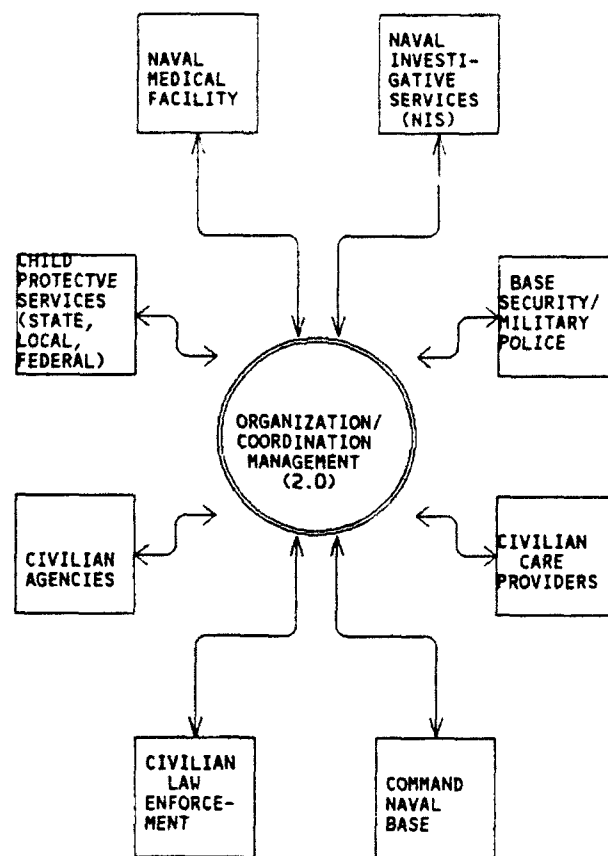 NAVAL
MEDICAL
FACILITY
NAVAL
INVESTI-
GATIVE
SERVICES
(NIS)
CHILD
PROTECTVE
SERVICES
(STATE,
LOCAL,
FEDERAL)
BASE
SECURITY/
MILITARY
POLICE
ORGANIZATION/
COORDINATION
MANAGEMENT
(2.0)
CIVILIAN
AGENCIES
CIVILIAN
CARE
PROVIDERS
CIVILIAN
LAW
ENFORCE-
MENT
COMMAND
NAVAL
BASE